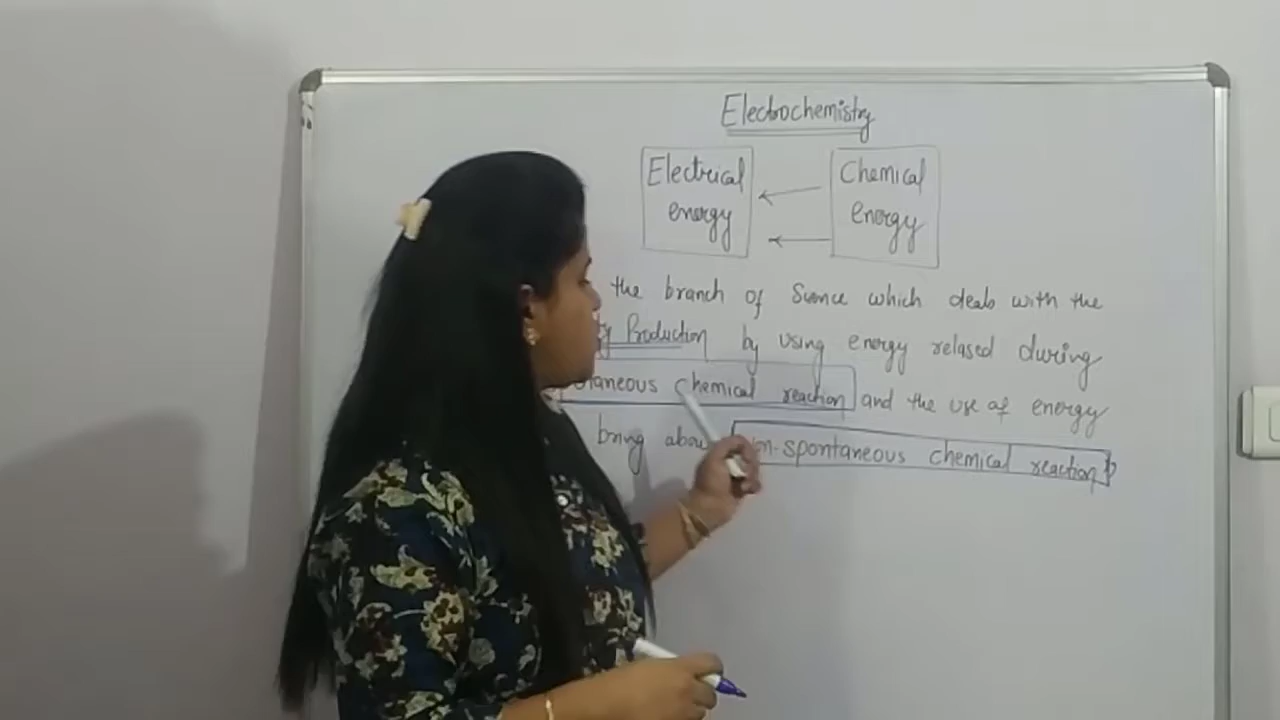 Electrochemistry
Electrical energy
Chemical energy
the branch of Science which deals with the
Production by using energy relased during
chemical reaction and the use of energy
bring non-spontaneous chemical reaction